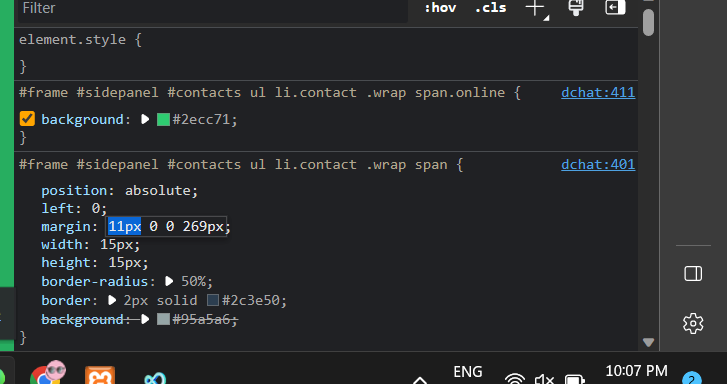 Filter
:hov .cls
element.style {
}
#frame #sidepanel #contacts ul li.contact .wrap span.online { dchat:411
background: #2ecc71;
}
#frame #sidepanel #contacts ul li.contact .wrap span { dchat:401
position: absolute;
left: 0;
margin: 11px 0 0 269px;
width: 15px;
height: 15px;
border-radius: 50%;
border: 2px solid #2c3e50;
background: #95a5a6;
}
ENG
10:07 PM
2